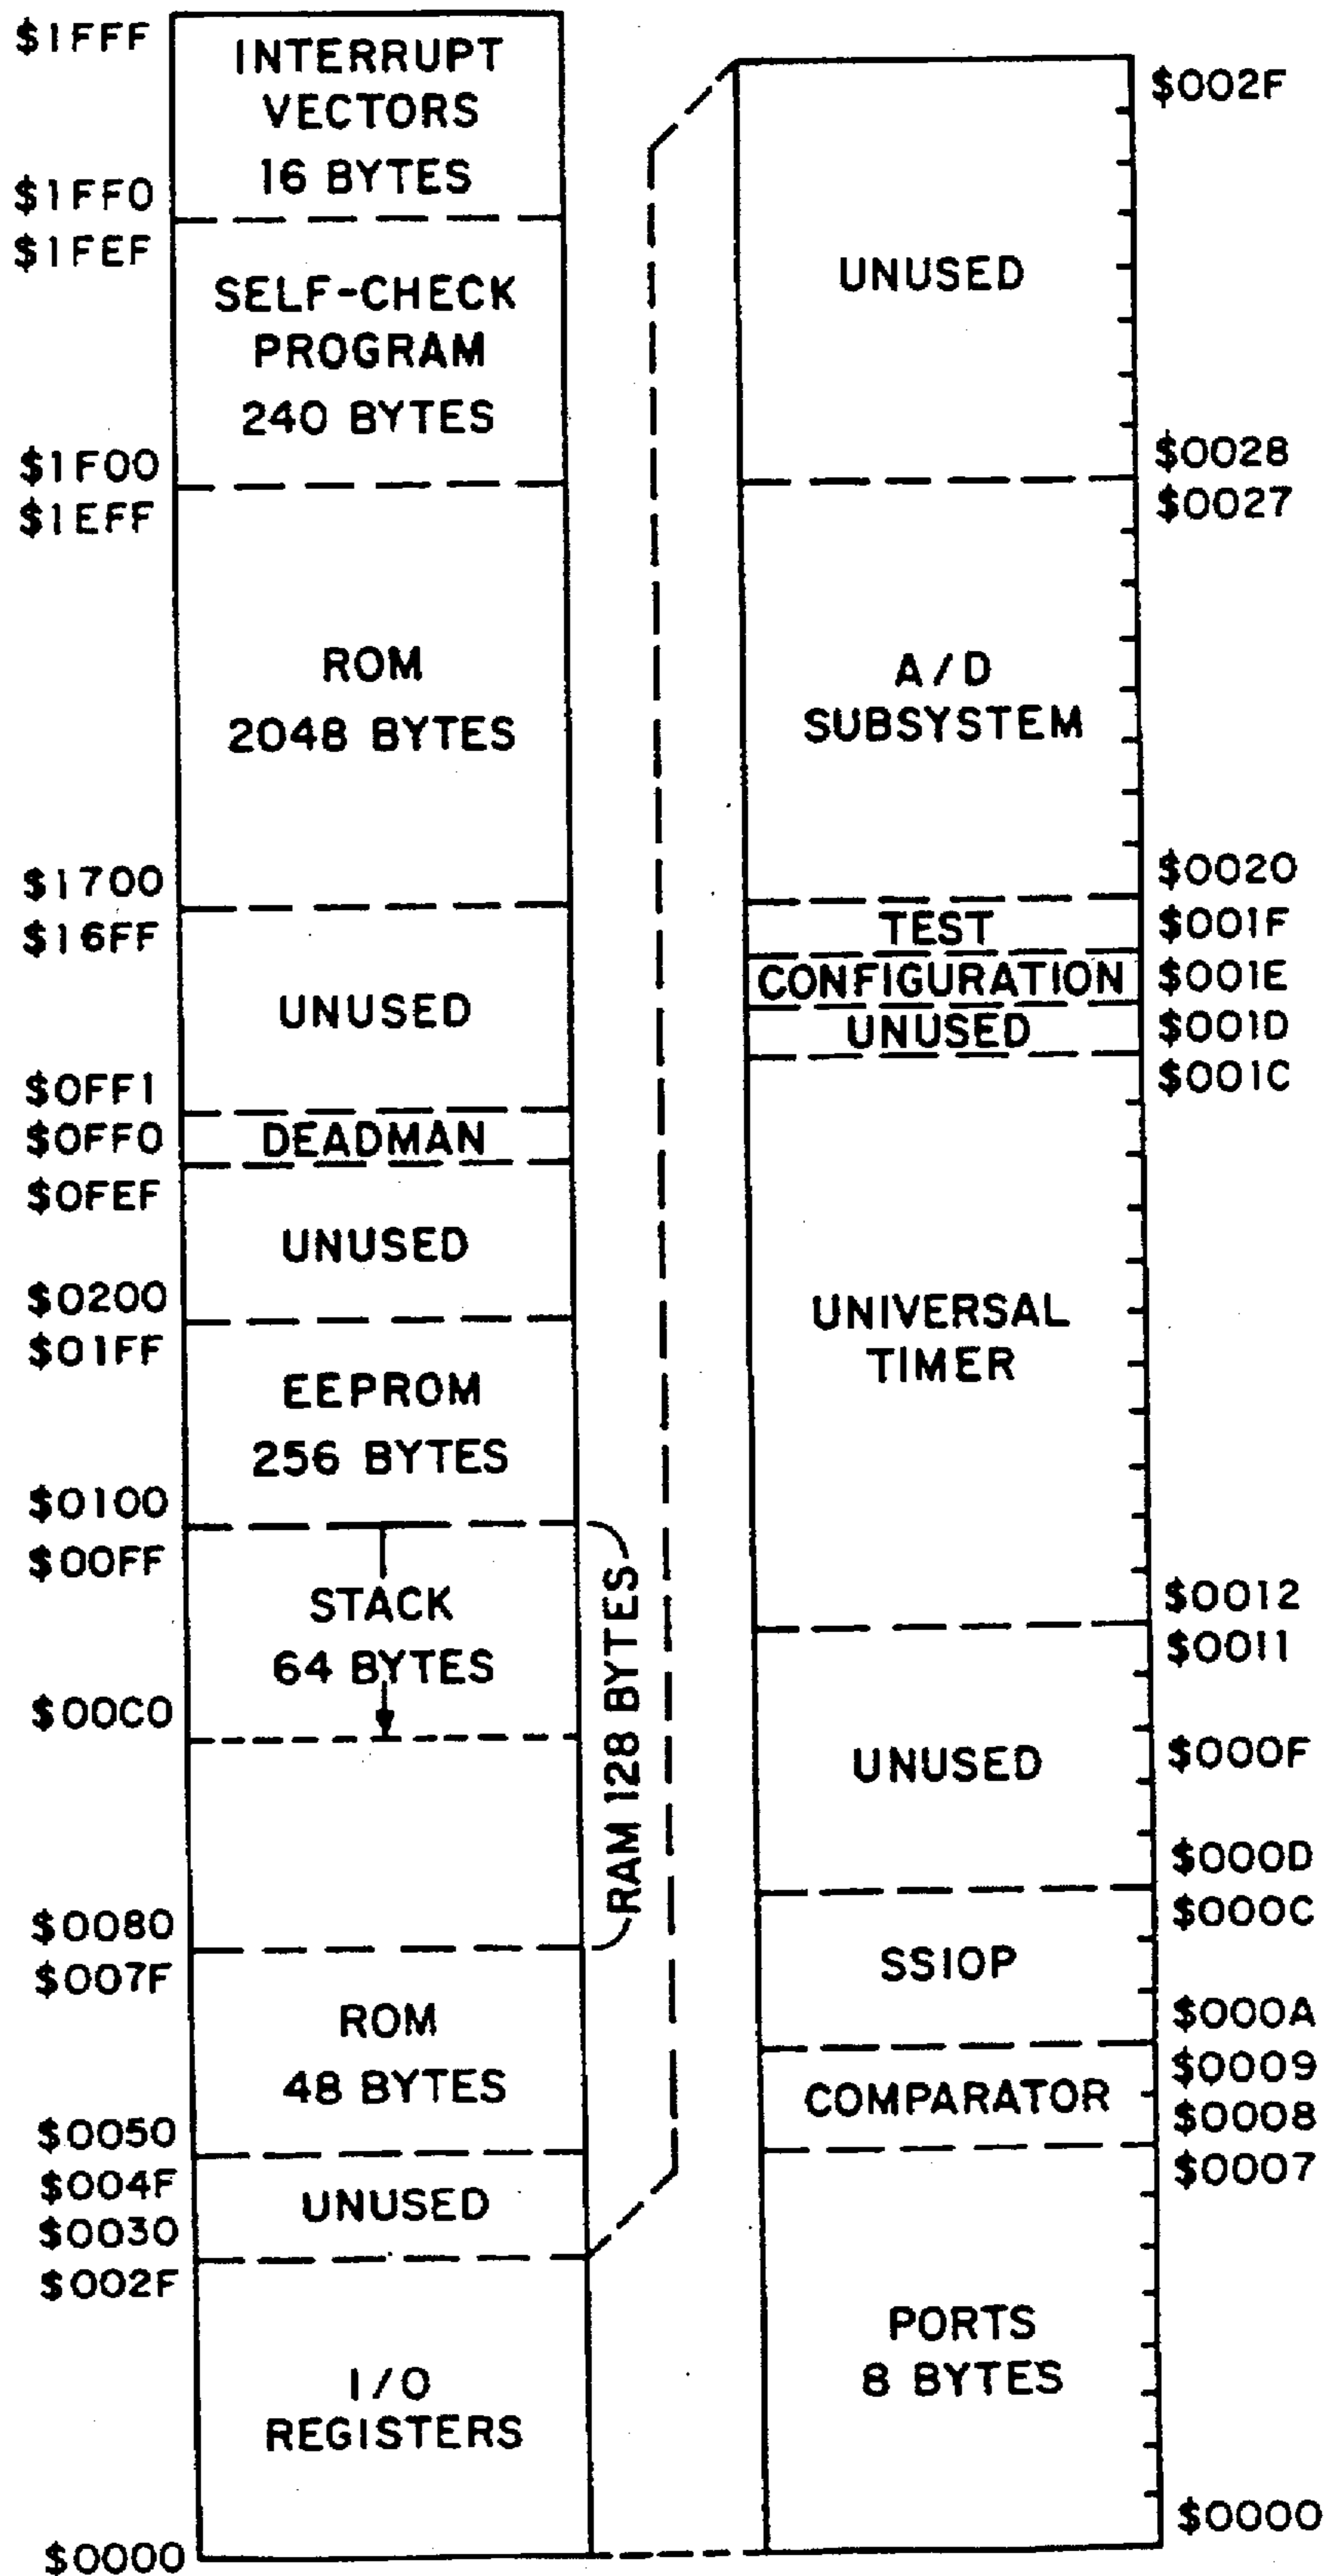 $1FFF
INTERRUPT
VECTORS
16 BYTES
$1FF0
$1FEF
SELF-CHECK
PROGRAM
240 BYTES
$1F00
$1EFF
ROM
2048 BYTES
$1700
$16FF
UNUSED
$0FF1
$0FF0
DEADMAN
$0FEF
UNUSED
$0200
$01FF
EEPROM
256 BYTES
$0100
$00FF
STACK
64 BYTES
$00C0
RAM 128 BYTES
$0080
$007F
ROM
48 BYTES
$0050
$004F
UNUSED
$0030
$002F
I/O
REGISTERS
$0000
$002F
UNUSED
$0028
$0027
A/D
SUBSYSTEM
$0020
TEST
$001F
CONFIGURATION
$001E
UNUSED
$001D
$001C
UNIVERSAL
TIMER
$0012
$0011
UNUSED
$000F
$000D
$000C
SSIOP
$000A
$0009
COMPARATOR
$0008
$0007
PORTS
8 BYTES
$0000